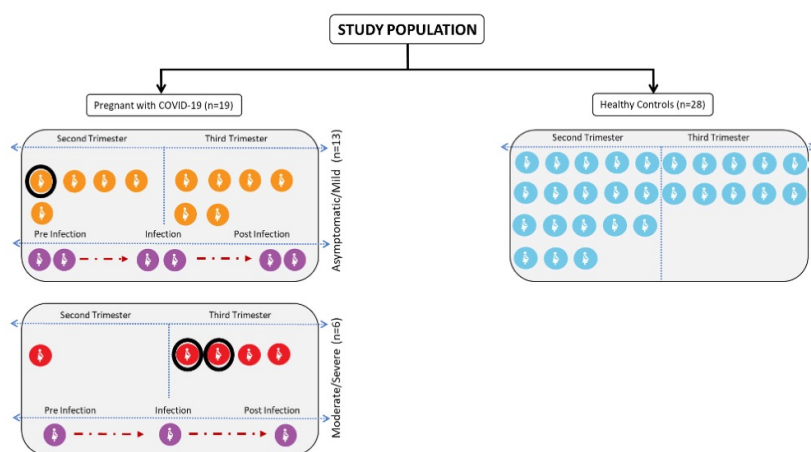 STUDY POPULATION
Pregnant with COVID-19 (n=19)
Healthy Controls (n=28)
Second Trimester
Third Trimester
Pre Infection
Infection
Post Infection
Asymptomatic/Mild (n=13)
Second Trimester
Third Trimester
Second Trimester
Third Trimester
Pre Infection
Infection
Post Infection
Moderate/Severe (n=6)